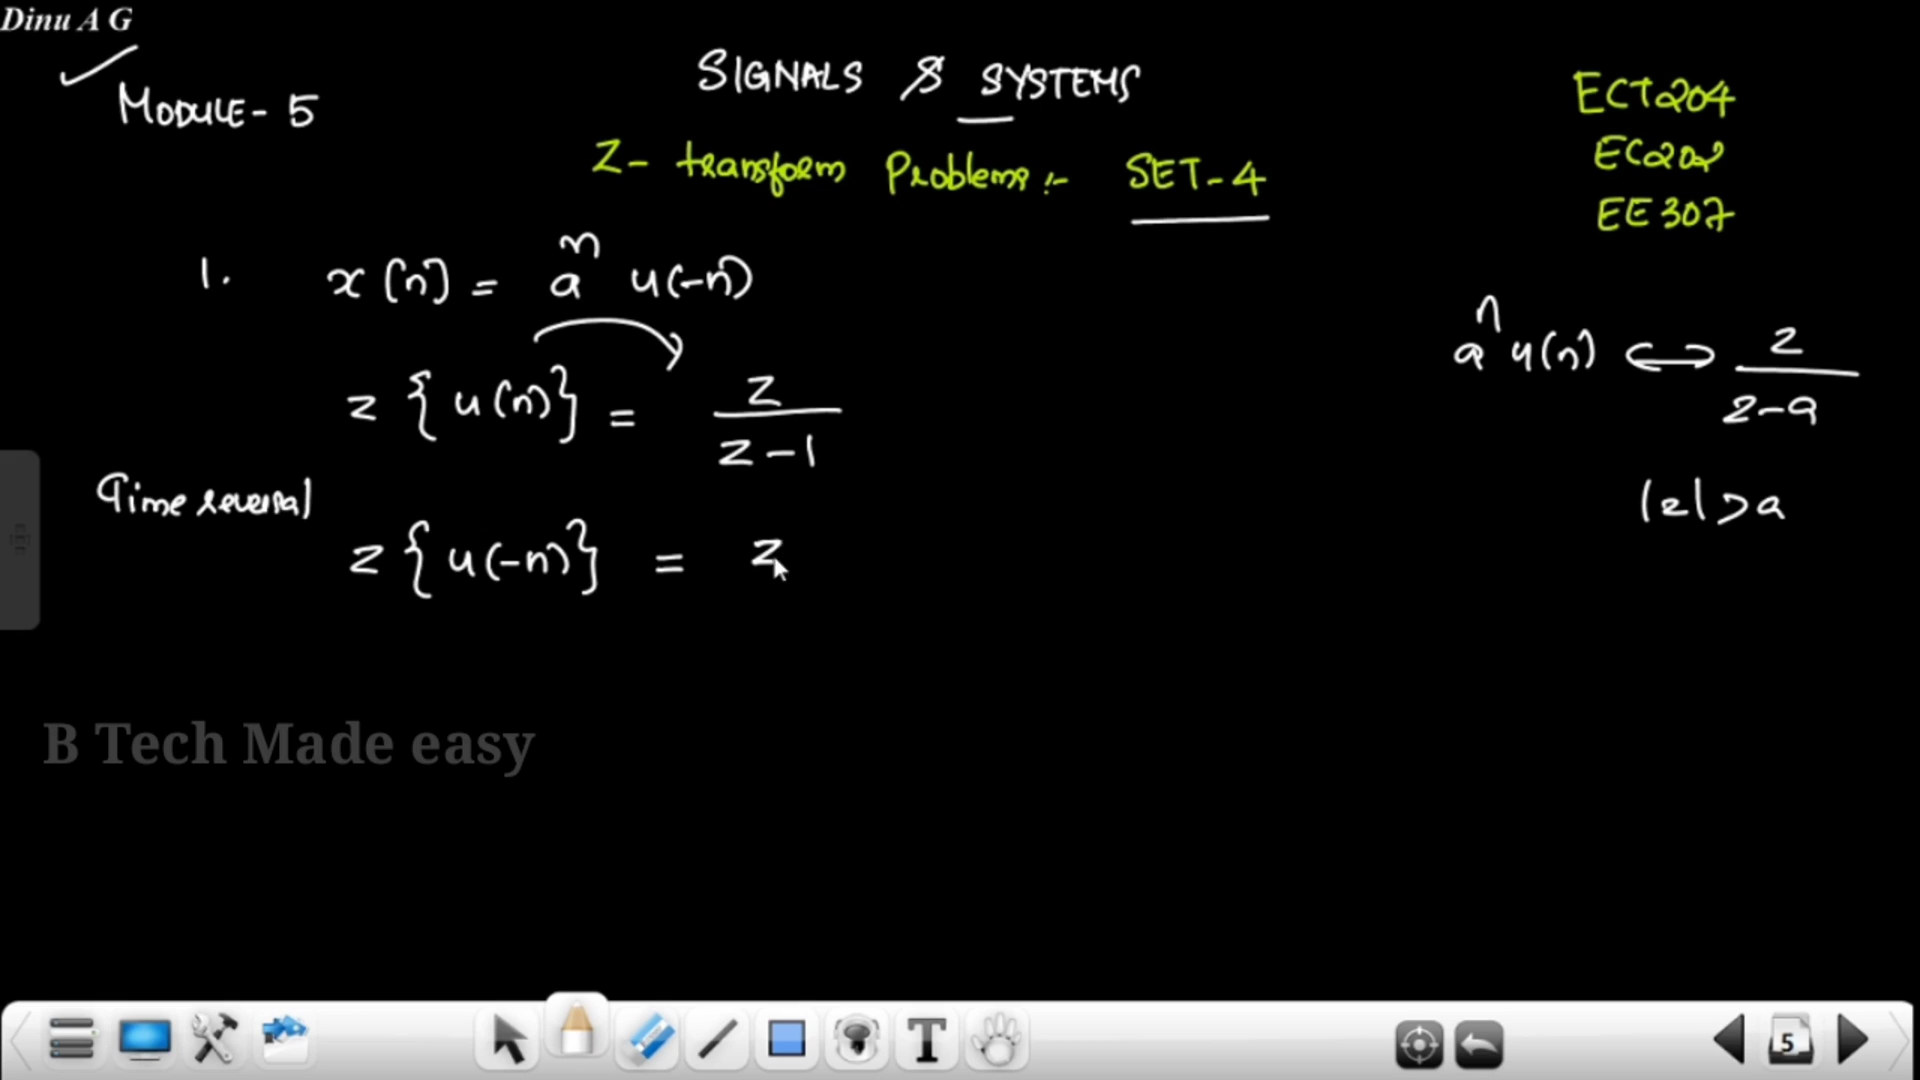 Dinu A G
MODULE - 5
SIGNALS & SYSTEMS
ECT204
EC202
EE307
Z - transform Problems :- SET - 4
1. x[n] = a^n u(-n)
a^n u(n) ⟷ z/(z-a)
z{u(n)} = z/(z-1)
|z| > a
Time reversal
z{u(-n)} = z
B Tech Made easy
T
5